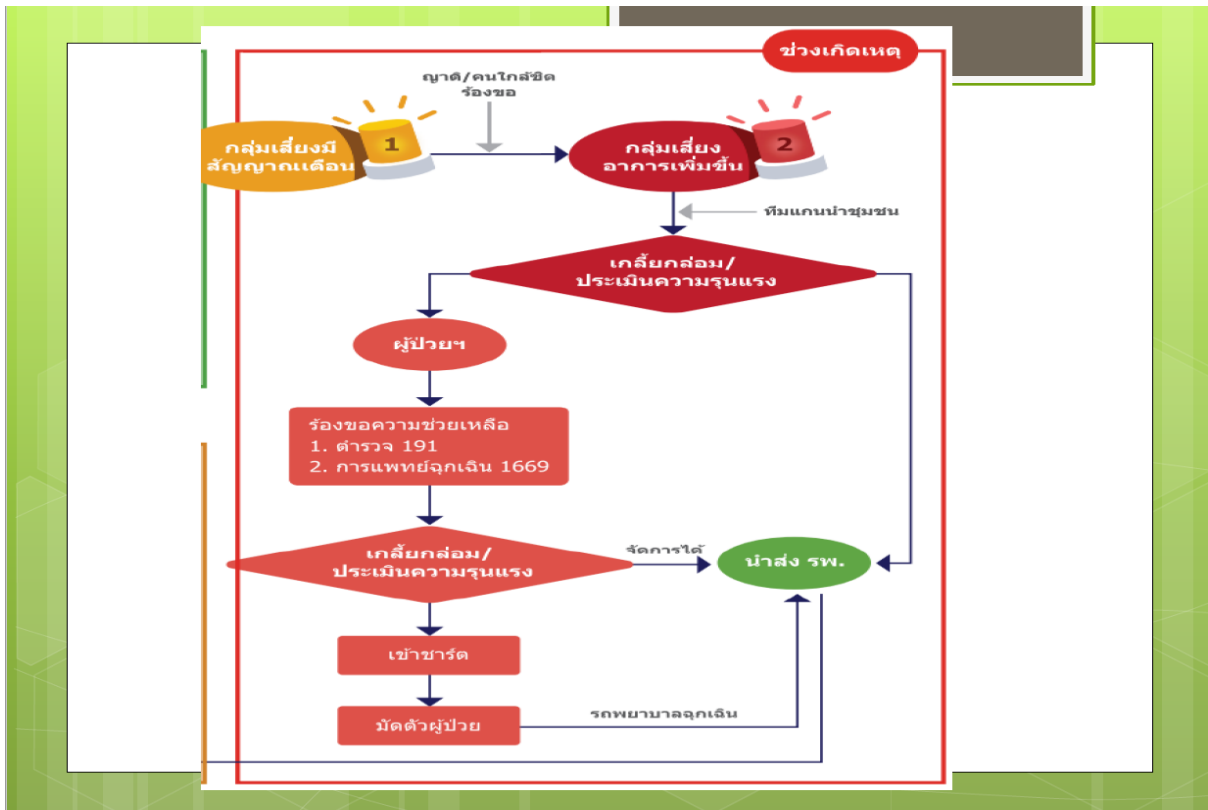 ช่วงเกิดเหตุ
ญาติ/คนใกล้ชิด
ร้องขอ
กลุ่มเสี่ยงมี
สัญญาณเตือน
1
กลุ่มเสี่ยง
อาการเพิ่มขึ้น
2
ทีมแกนนำชุมชน
เกลี้ยกล่อม/
ประเมินความรุนแรง
ผู้ป่วยฯ
ร้องขอความช่วยเหลือ
1. ตำรวจ 191
2. การแพทย์ฉุกเฉิน 1669
เกลี้ยกล่อม/
ประเมินความรุนแรง
จัดการได้
นำส่ง รพ.
เข้าชาร์ต
มัดตัวผู้ป่วย
รถพยาบาลฉุกเฉิน